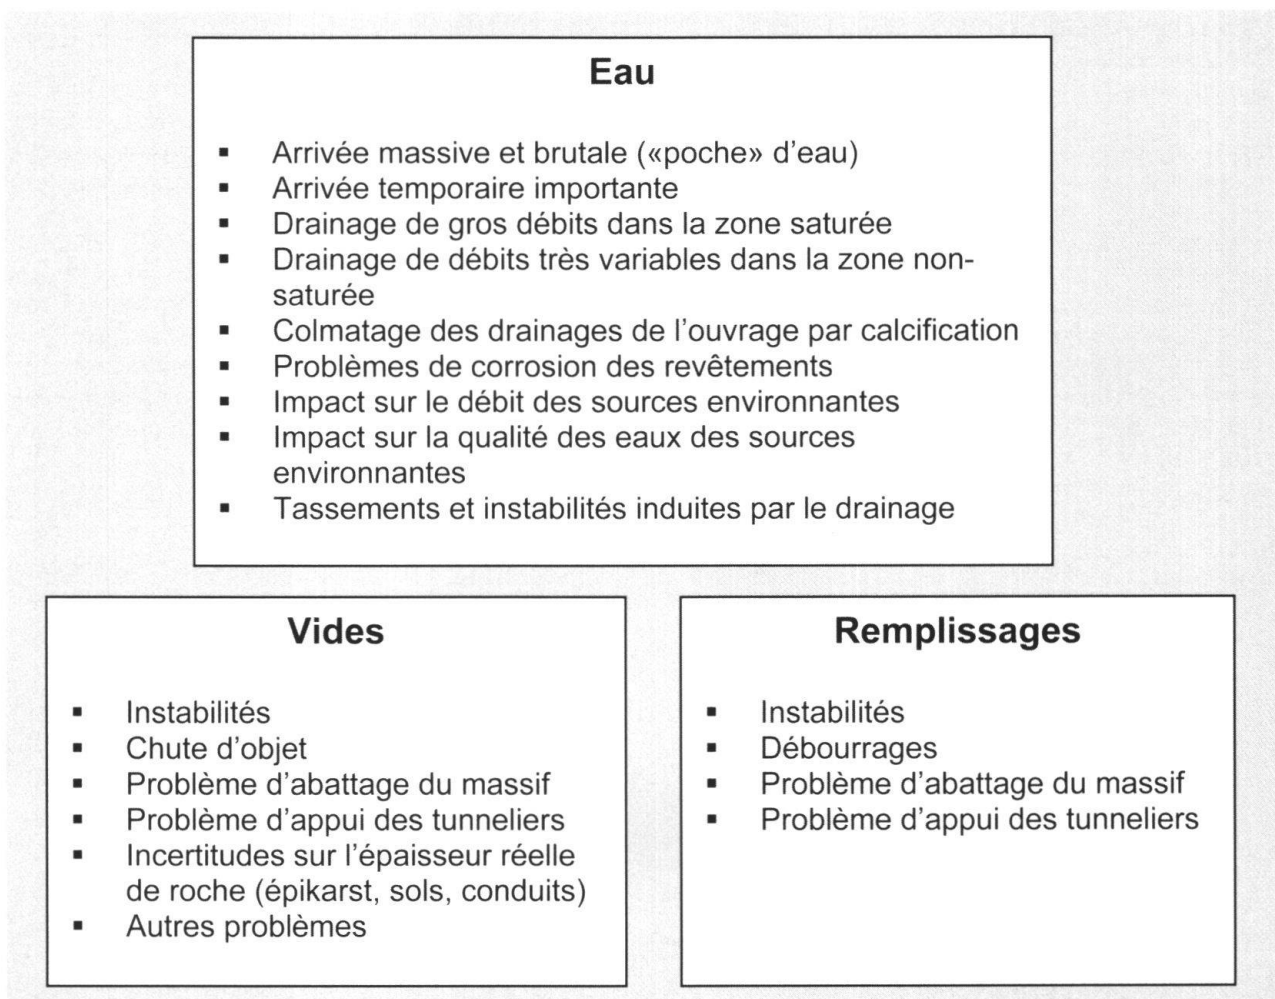 Eau
▪ Arrivée massive et brutale («poche» d’eau)
▪ Arrivée temporaire importante
▪ Drainage de gros débits dans la zone saturée
▪ Drainage de débits très variables dans la zone non-
saturée
▪ Colmatage des drainages de l’ouvrage par calcification
▪ Problèmes de corrosion des revêtements
▪ Impact sur le débit des sources environnantes
▪ Impact sur la qualité des eaux des sources
environnantes
▪ Tassements et instabilités induites par le drainage
Vides
▪ Instabilités
▪ Chute d’objet
▪ Problème d’abattage du massif
▪ Problème d’appui des tunneliers
▪ Incertitudes sur l’épaisseur réelle
de roche (épikarst, sols, conduits)
▪ Autres problèmes
Remplissages
▪ Instabilités
▪ Débourrages
▪ Problème d’abattage du massif
▪ Problème d’appui des tunneliers